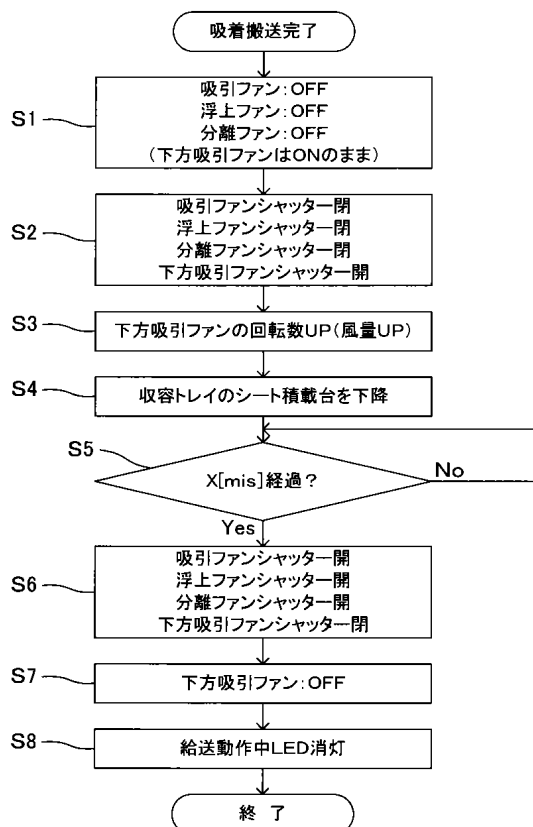 吸着搬送完了
S1
吸引ファン:OFF
浮上ファン:OFF
分離ファン:OFF
(下方吸引ファンはONのまま)
S2
吸引ファンシャッター閉
浮上ファンシャッター閉
分離ファンシャッター閉
下方吸引ファンシャッター開
S3
下方吸引ファンの回転数UP(風量UP)
S4
収容トレイのシート積載台を下降
S5
X[mis]経過?
No
Yes
S6
吸引ファンシャッター開
浮上ファンシャッター開
分離ファンシャッター開
下方吸引ファンシャッター閉
S7
下方吸引ファン:OFF
S8
給送動作中LED消灯
終 了